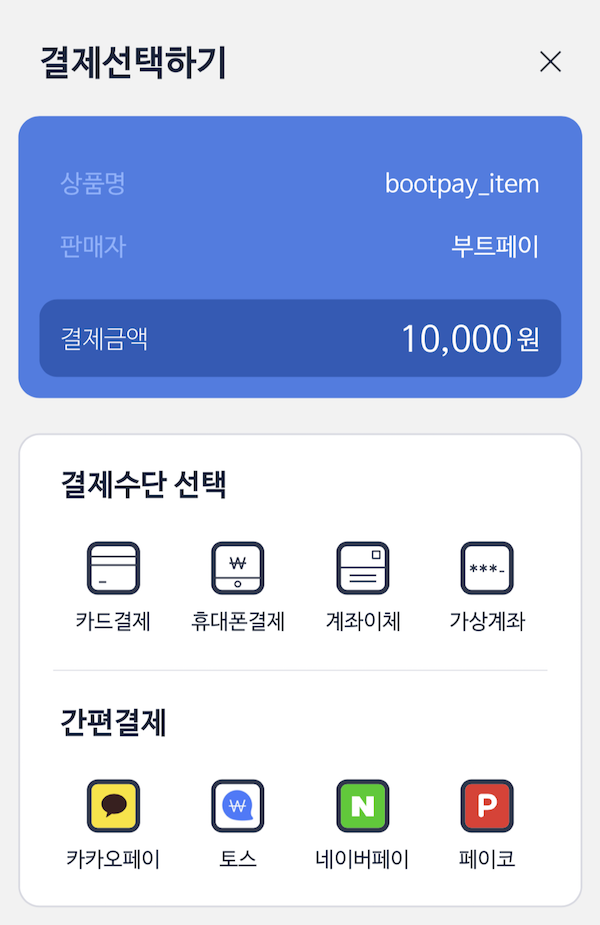 결제선택하기
상품명 bootpay_item
판매자 부트페이
결제금액 10,000원
결제수단 선택
₩ ***-
카드결제 휴대폰결제 계좌이체 가상계좌
간편결제
₩ N P
카카오페이 토스 네이버페이 페이코